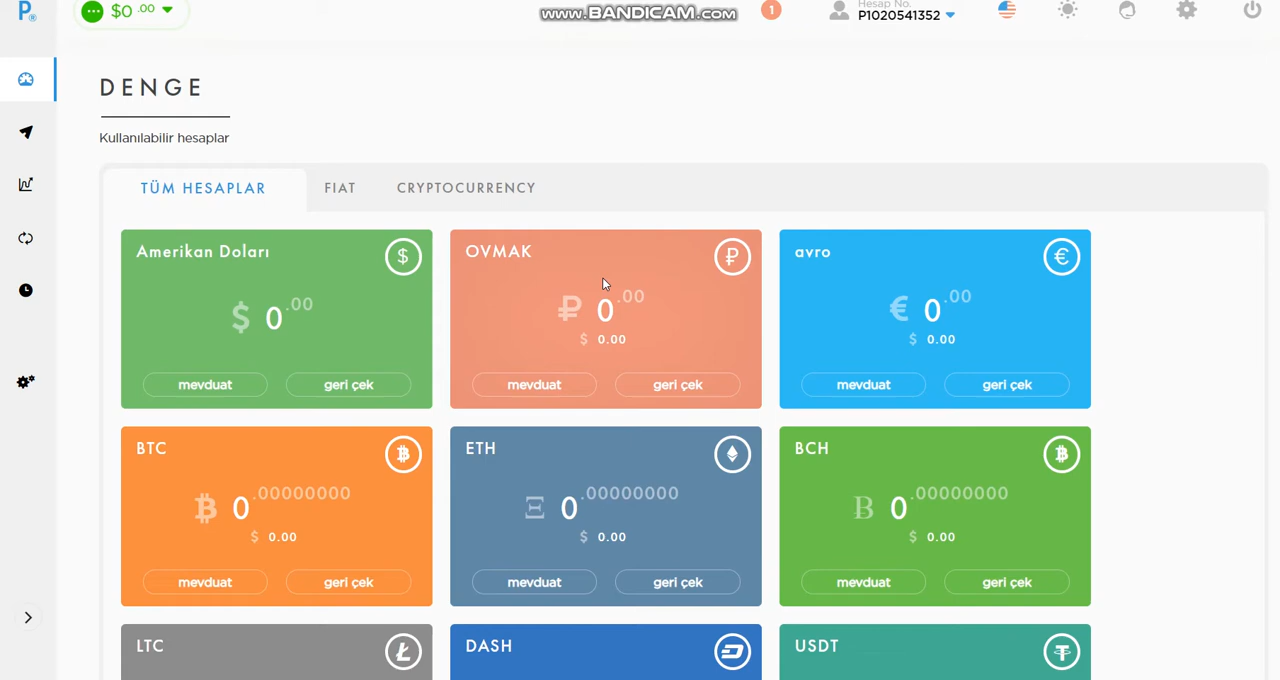 P®
$0 .00
www.BANDICAM.com
1
Hesap No.
P1020541352
DENGE
Kullanılabilir hesaplar
TÜM HESAPLAR FIAT CRYPTOCURRENCY
Amerikan Doları $
OVMAK ₽
avro €
$ 0 .00
₽ 0 .00
$ 0.00
€ 0 .00
$ 0.00
mevduat geri çek
mevduat geri çek
mevduat geri çek
BTC
ETH
BCH
0 .00000000
$ 0.00
Ξ 0 .00000000
$ 0.00
Ƀ 0 .00000000
$ 0.00
mevduat geri çek
mevduat geri çek
mevduat geri çek
LTC
DASH
USDT